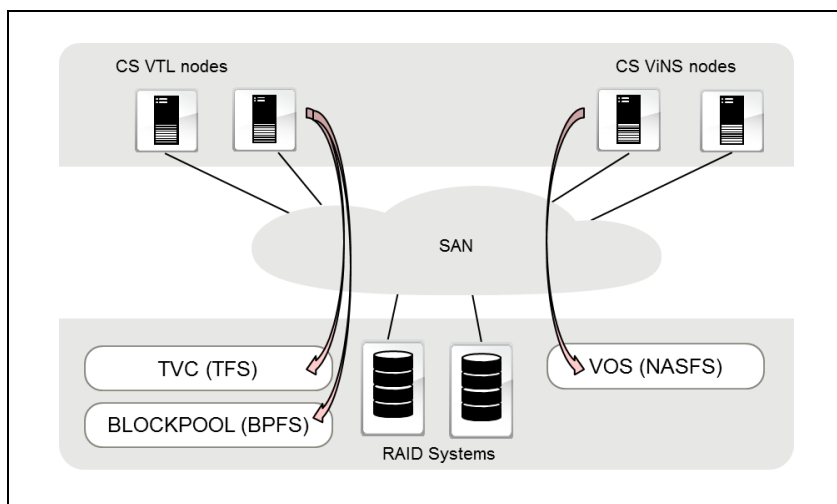 CS VTL nodes
CS ViNS nodes
SAN
TVC (TFS)
VOS (NASFS)
BLOCKPOOL (BPFS)
RAID Systems